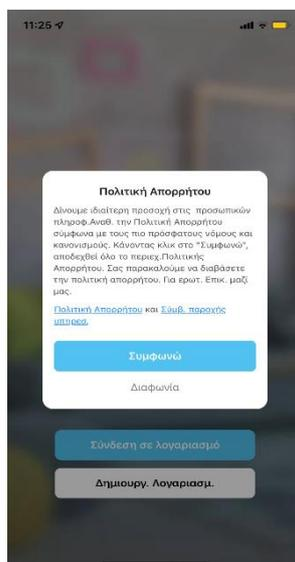 11:25
Πολιτική Απορρήτου
Δίνουμε ιδιαίτερη προσοχή στις προσωπικών
πληροφ.Αναθ. την Πολιτική Απορρήτου
σύμφωνα με τους πιο πρόσφατους νόμους και
κανονισμούς. Κάνοντας κλικ στο "Συμφωνώ",
αποδεχθεί όλο το περιεχ.Πολιτικής
Απορρήτου. Σας παρακαλούμε να διαβάσετε
την πολιτική απορρήτου. Για ερωτ. Επικ. μαζί
μας.
Πολιτική Απορρήτου και Σύμβ. παροχής
υπηρεσ.
Συμφωνώ
Διαφωνία
Σύνδεση σε λογαριασμό
Δημιουργ. Λογαριασμ.